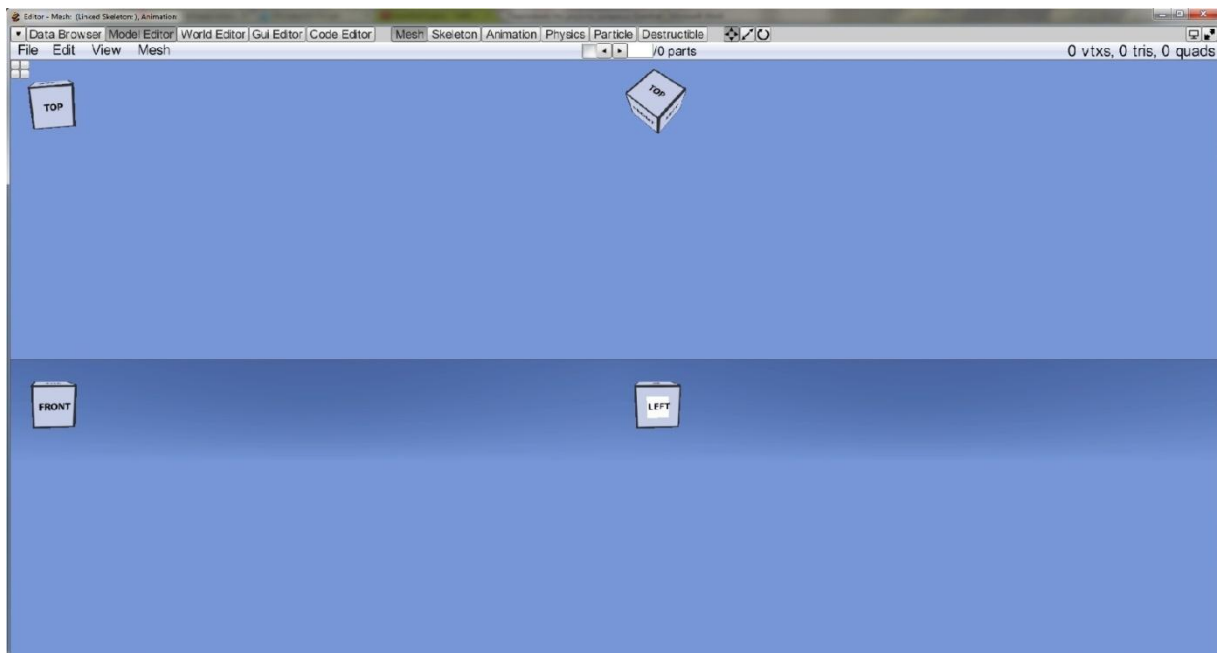 Editor - Mesh: (Linked Skeleton: ), Animation:
Data Browser Model Editor World Editor Gui Editor Code Editor Mesh Skeleton Animation Physics Particle Destructible
File Edit View Mesh /0 parts 0 vtxs, 0 tris, 0 quads
TOP TOP
FRONT LEFT